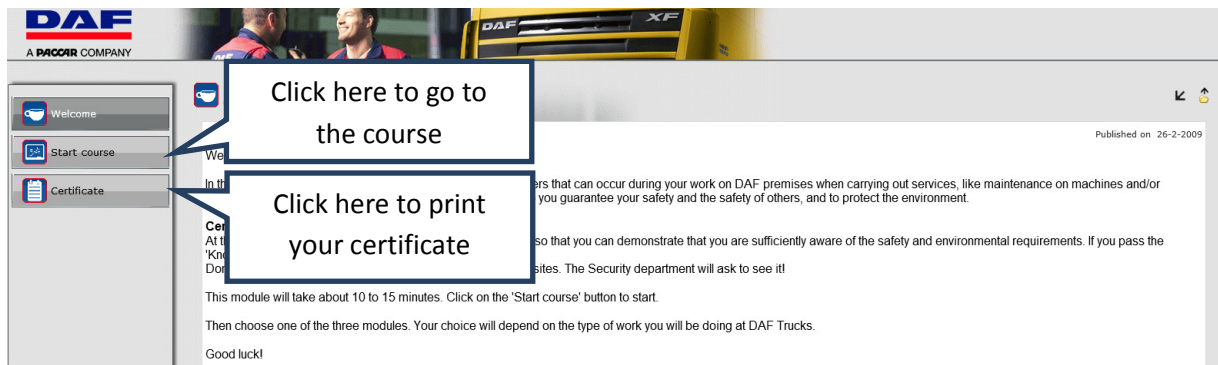 DAF
A PACCAR COMPANY
DAF XF
Welcome
Start course
Certificate
Click here to go to
the course
Click here to print
your certificate
Published on 26-2-2009
We
In th
ers that can occur during your work on DAF premises when carrying out services, like maintenance on machines and/or
you guarantee your safety and the safety of others, and to protect the environment.
Cer
At th
so that you can demonstrate that you are sufficiently aware of the safety and environmental requirements. If you pass the
'Kno
Don
sites. The Security department will ask to see it!
This module will take about 10 to 15 minutes. Click on the 'Start course' button to start.
Then choose one of the three modules. Your choice will depend on the type of work you will be doing at DAF Trucks.
Good luck!